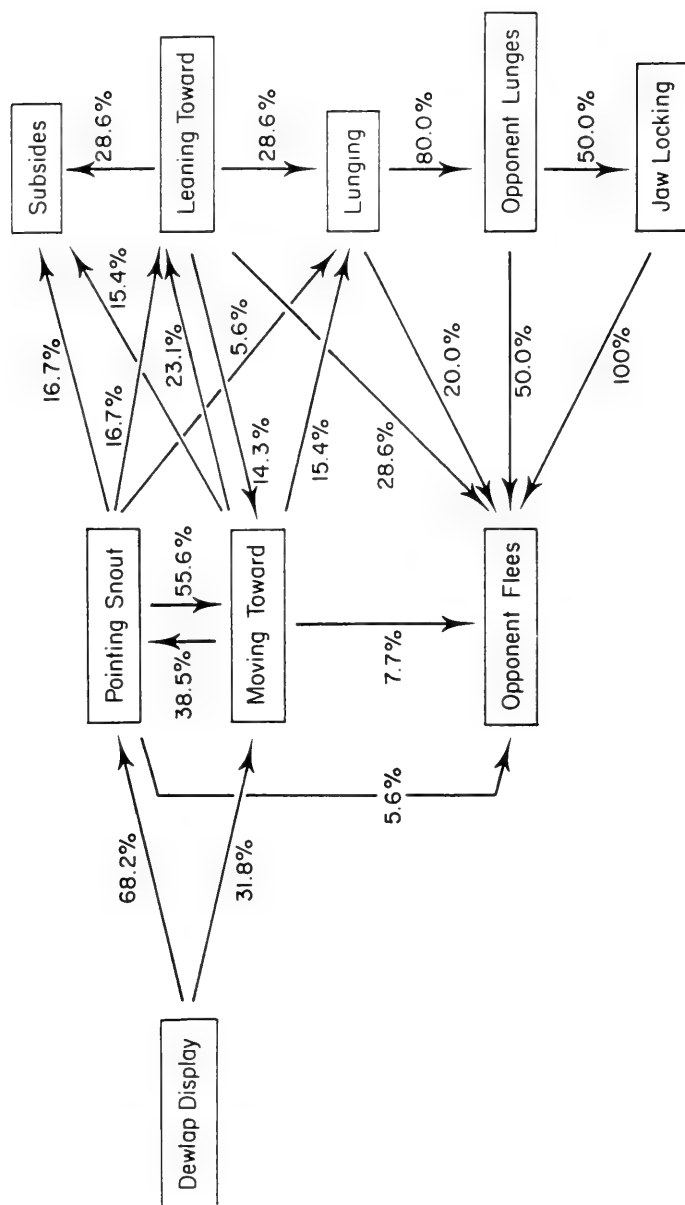 Subsides
16.7%
28.6%
15.4%
Pointing Snout
16.7%
68.2%
Dewlap Display
38.5%
55.6%
23.1%
Leaning Toward
31.8%
Moving Toward
5.6%
14.3%
28.6%
15.4%
Lunging
5.6%
7.7%
28.6%
20.0%
80.0%
Opponent Flees
50.0%
Opponent Lunges
50.0%
100%
Jaw Locking